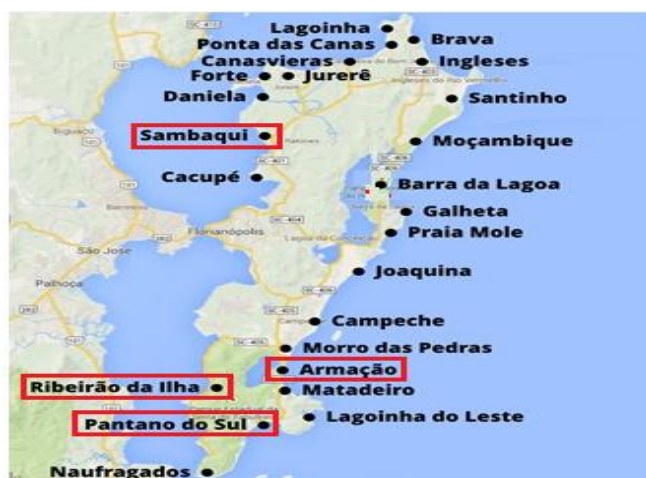 Lagoinha
Ponta das Canas
Brava
Canasvieras
Ingleses
Forte
Jurerê
Daniela
Santinho
Sambaqui
Moçambique
Cacupé
Barra da Lagoa
Galheta
Florianópolis
Praia Mole
São José
Joaquina
Palhoça
Campeche
Morro das Pedras
Armação
Ribeirão da Ilha
Matadeiro
Lagoinha do Leste
Pantano do Sul
Naufragados